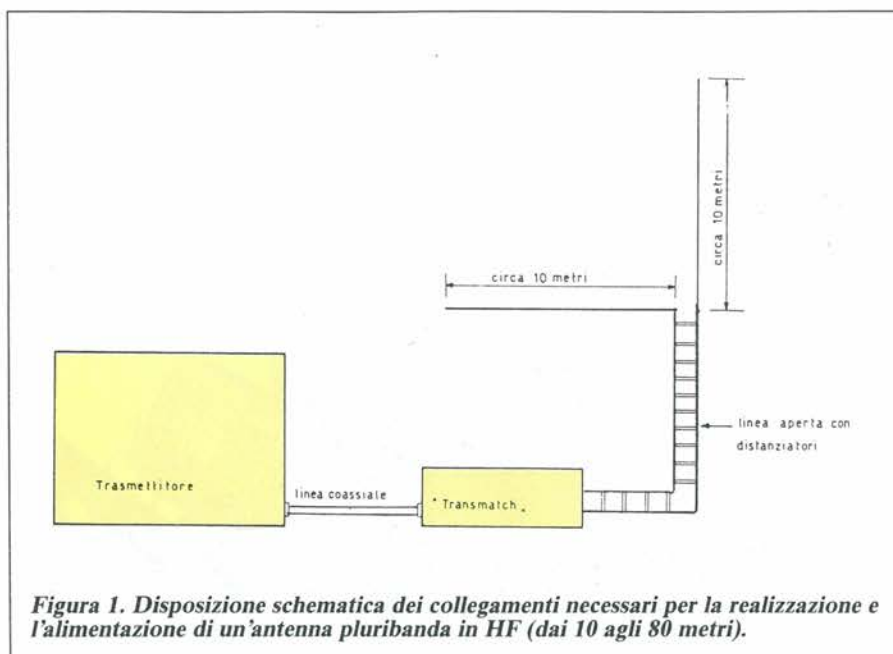 circa 10 metri
circa 10 metri
linea aperta con
distanziatori
Trasmettitore
linea coassiale
"Transmatch"
Figura 1. Disposizione schematica dei collegamenti necessari per la realizzazione e
l'alimentazione di un'antenna pluribanda in HF (dai 10 agli 80 metri).